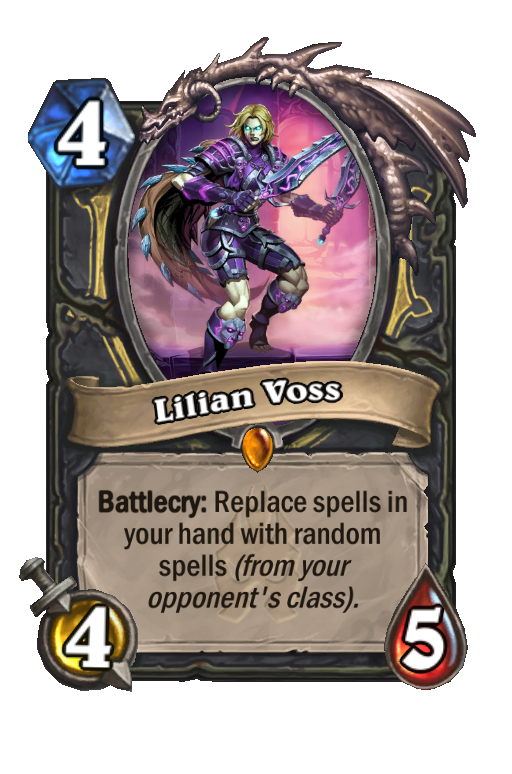 4
Lilian Voss
Battlecry: Replace spells in
your hand with random
spells (from your
opponent's class).
4
5